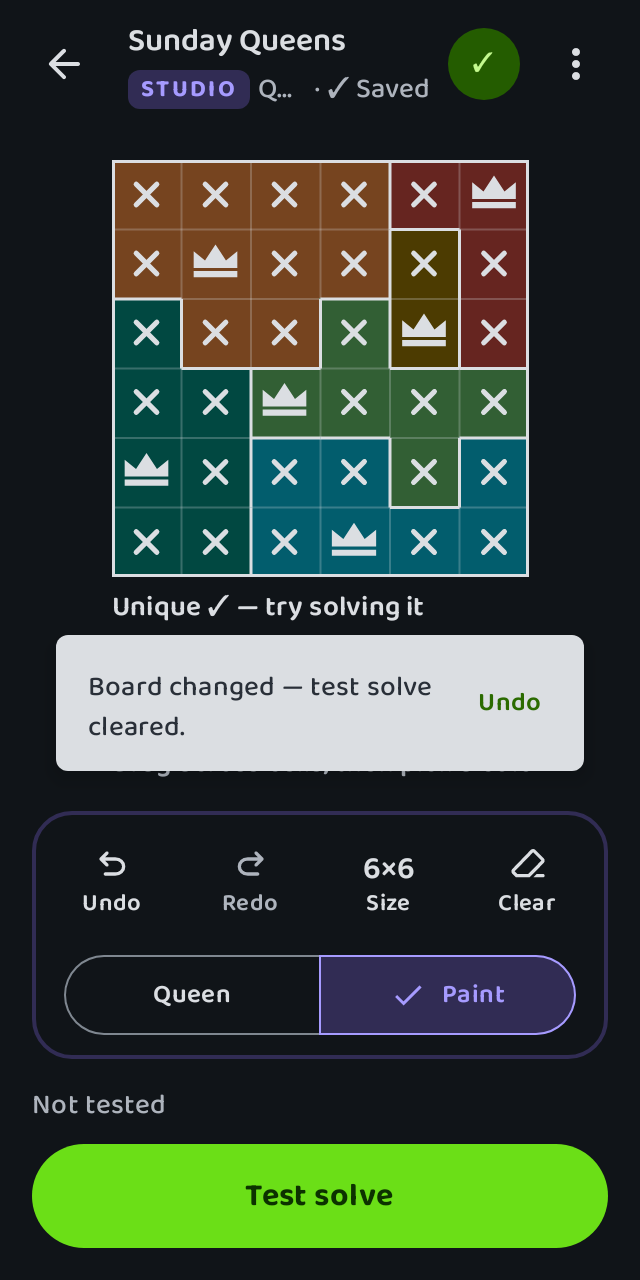 Sunday Queens
STUDIO Q... · ✓ Saved
✓
Unique ✓ — try solving it
Board changed — test solve
cleared.
Undo
Undo
Redo
6×6
Size
Clear
Queen
Paint
Not tested
Test solve